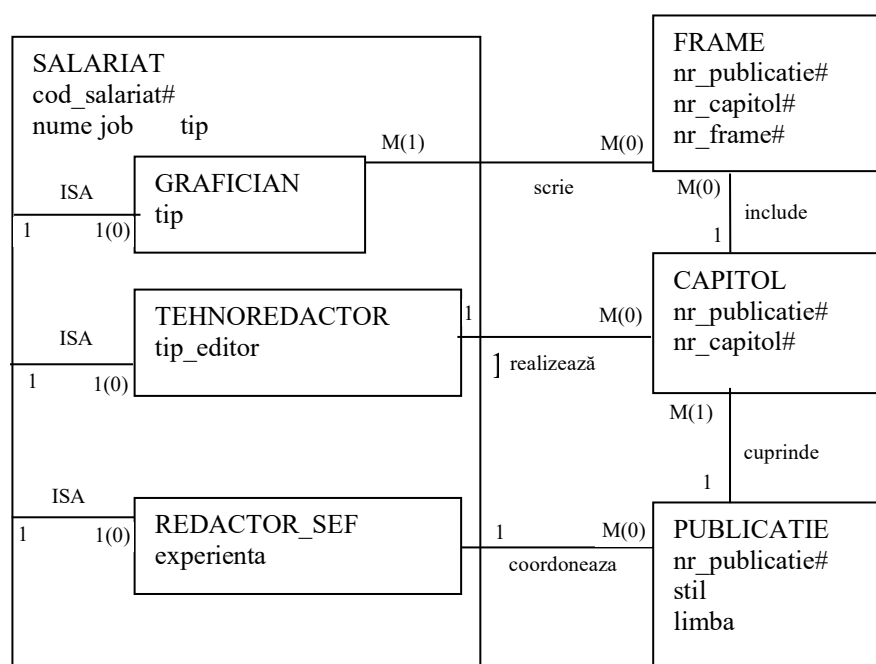 SALARIAT
cod_salariat#
nume job tip
ISA
1 1(0)
GRAFICIAN
tip
M(1) M(0)
scrie
FRAME
nr_publicatie#
nr_capitol#
nr_frame#
M(0)
include
1
ISA
1 1(0)
TEHNOREDACTOR
tip_editor
1 M(0)
1 realizează
CAPITOL
nr_publicatie#
nr_capitol#
M(1)
cuprinde
1
ISA
1 1(0)
REDACTOR_SEF
experienta
1 M(0)
coordoneaza
PUBLICATIE
nr_publicatie#
stil
limba